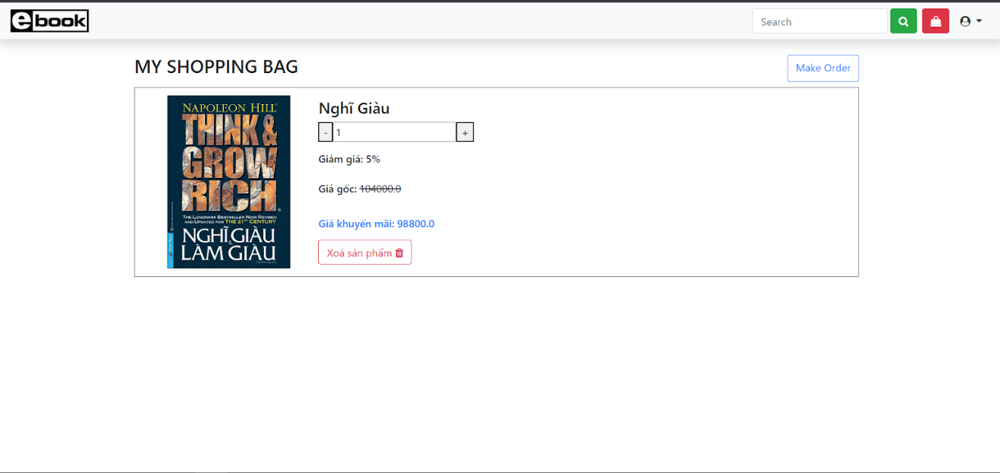 ebook
Search
MY SHOPPING BAG
Make Order
NAPOLEON HILL
THINK &
GROW
RICH
THE LANDMARK BESTSELLER NOW REVISED
AND UPDATED FOR THE 21ST CENTURY
NGHĨ GIÀU
& LÀM GIÀU
Nghĩ Giàu
- 1 +
Giảm giá: 5%
Giá gốc: 104000.0
Giá khuyến mãi: 98800.0
Xoá sản phẩm